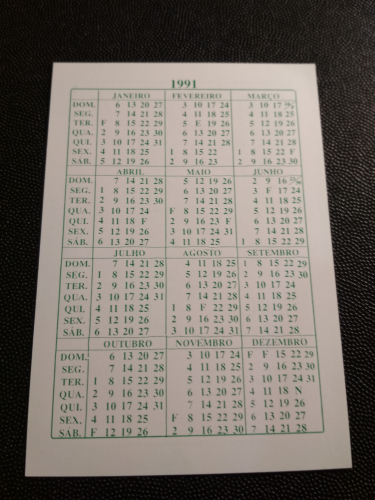 1991
JANEIRO FEVEREIRO MARÇO
DOM. 6 13 20 27 3 10 17 24 3 10 17 24/31
SEG. 7 14 21 28 4 11 18 25 4 11 18 25
TER. F 8 15 22 29 5 E 19 26 5 12 19 26
QUA. 2 9 16 23 30 6 13 20 27 6 13 20 27
QUI. 3 10 17 24 31 7 14 21 28 7 14 21 28
SEX. 4 11 18 25 1 8 15 22 1 8 15 22 F
SAB. 5 12 19 26 2 9 16 23 2 9 16 23 30
ABRIL MAIO JUNHO
DOM. 7 14 21 28 5 12 19 26 2 9 16 23/30
SEG. 1 8 15 22 29 6 13 20 27 3 F 17 24
TER. 2 9 16 23 30 7 14 21 28 4 11 18 25
QUA. 3 10 17 24 F 8 15 22 29 5 12 19 26
QUI. 4 11 18 F 2 9 16 23 F 6 13 20 27
SEX. 5 12 19 26 3 10 17 24 31 7 14 21 28
SAB. 6 13 20 27 4 11 18 25 1 8 15 22 29
JULHO AGOSTO SETEMBRO
DOM. 7 14 21 28 4 11 18 25 1 8 15 22 29
SEG. 1 8 15 22 29 5 12 19 26 2 9 16 23 30
TER. 2 9 16 23 30 6 13 20 27 3 10 17 24
QUA. 3 10 17 24 31 7 14 21 28 4 11 18 25
QUI. 4 11 18 25 1 8 F 22 29 5 12 19 26
SEX. 5 12 19 26 2 9 16 23 30 6 13 20 27
SAB. 6 13 20 27 3 10 17 24 31 7 14 21 28
OUTUBRO NOVEMBRO DEZEMBRO
DOM. 6 13 20 27 3 10 17 24 F F 15 22 29
SEG. 7 14 21 28 4 11 18 25 2 9 16 23 30
TER. 1 8 15 22 29 5 12 19 26 3 10 17 24 31
QUA. 2 9 16 23 30 6 13 20 27 4 11 18 N
QUI. 3 10 17 24 31 7 14 21 28 5 12 19 26
SEX. 4 11 18 25 F 8 15 22 29 6 13 20 27
SAB. F 12 19 26 2 9 16 23 30 7 14 21 28